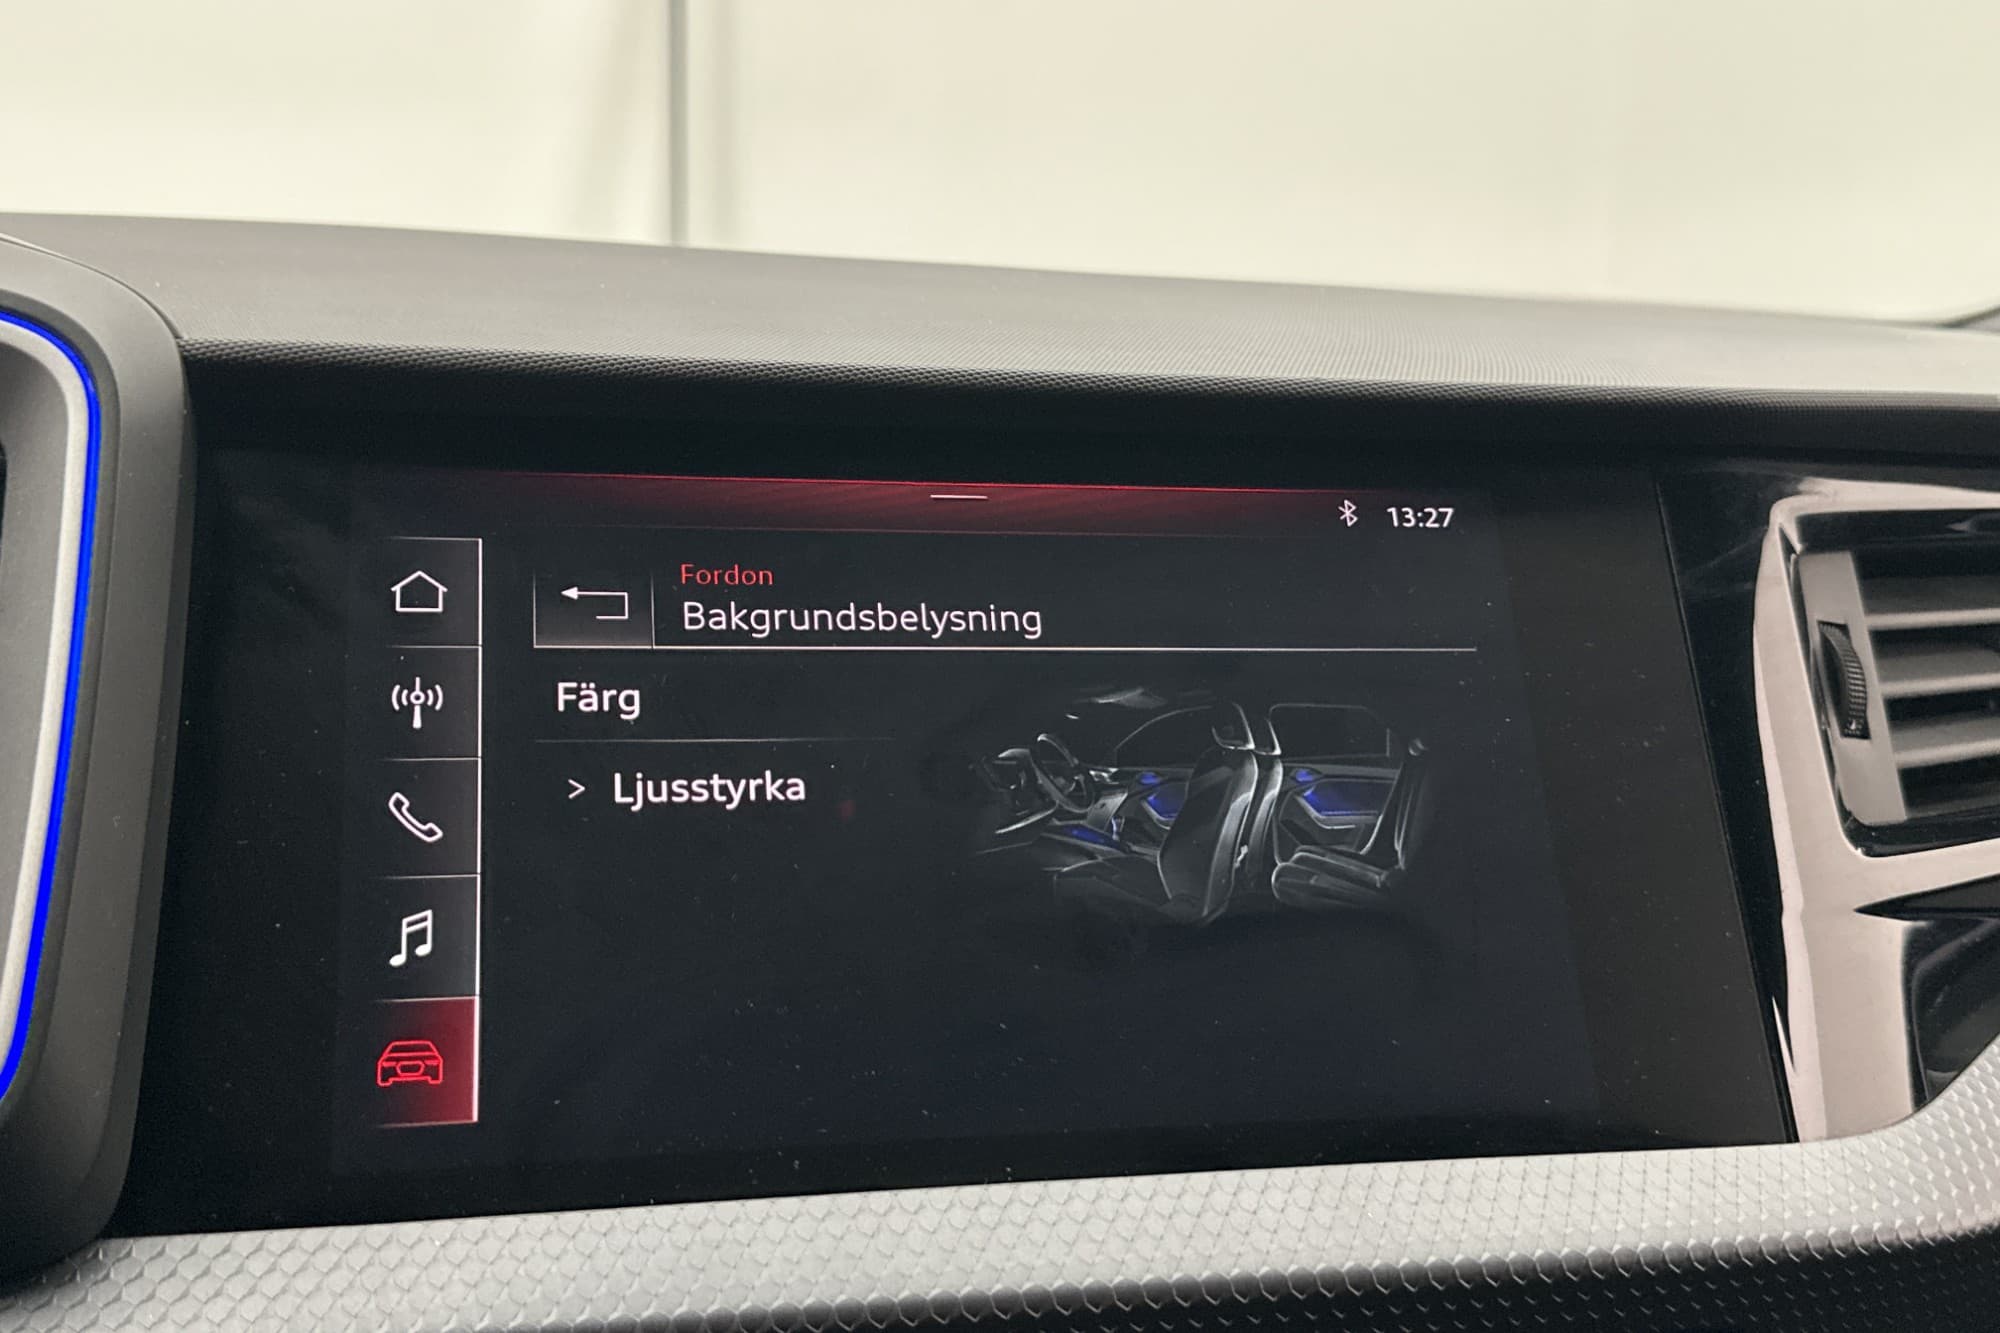 13:27
Fordon
Bakgrundsbelysning
Färg
> Ljusstyrka